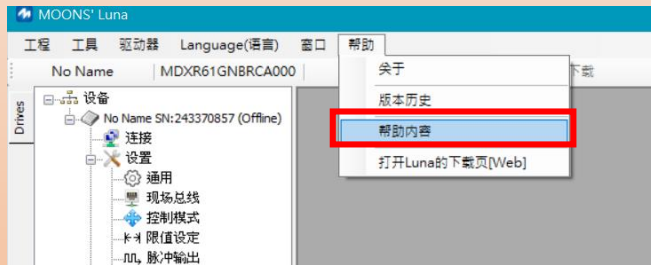 MOONS' Luna
工程 工具 驱动器 Language(语言) 窗口 帮助
No Name MDXR61GNBRCA000 下载
关于
版本历史
帮助内容
打开Luna的下载页[Web]
Drives
设备
No Name SN:243370857 (Offline)
连接
设置
通用
现场总线
控制模式
限值设定
脉冲输出